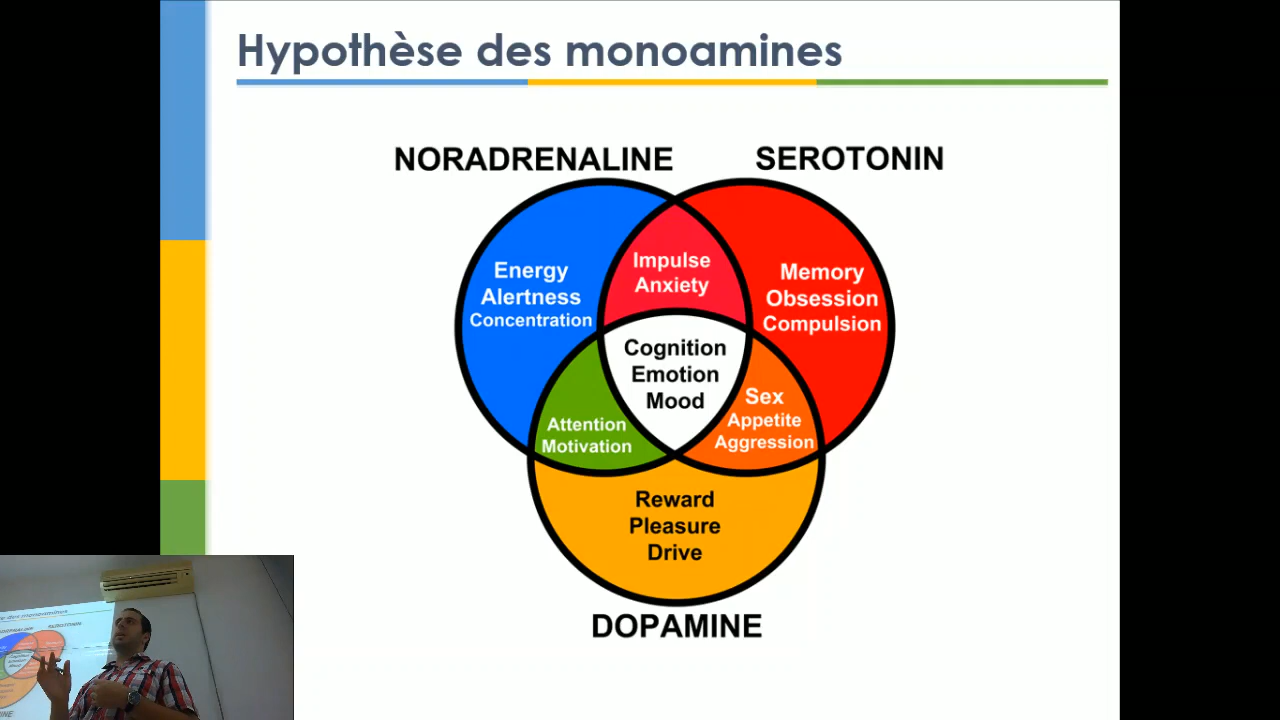 Hypothèse des monoamines
NORADRENALINE
SEROTONIN
Energy
Alertness
Concentration
Impulse
Anxiety
Memory
Obsession
Compulsion
Cognition
Emotion
Mood
Attention
Motivation
Sex
Appetite
Aggression
Reward
Pleasure
Drive
DOPAMINE